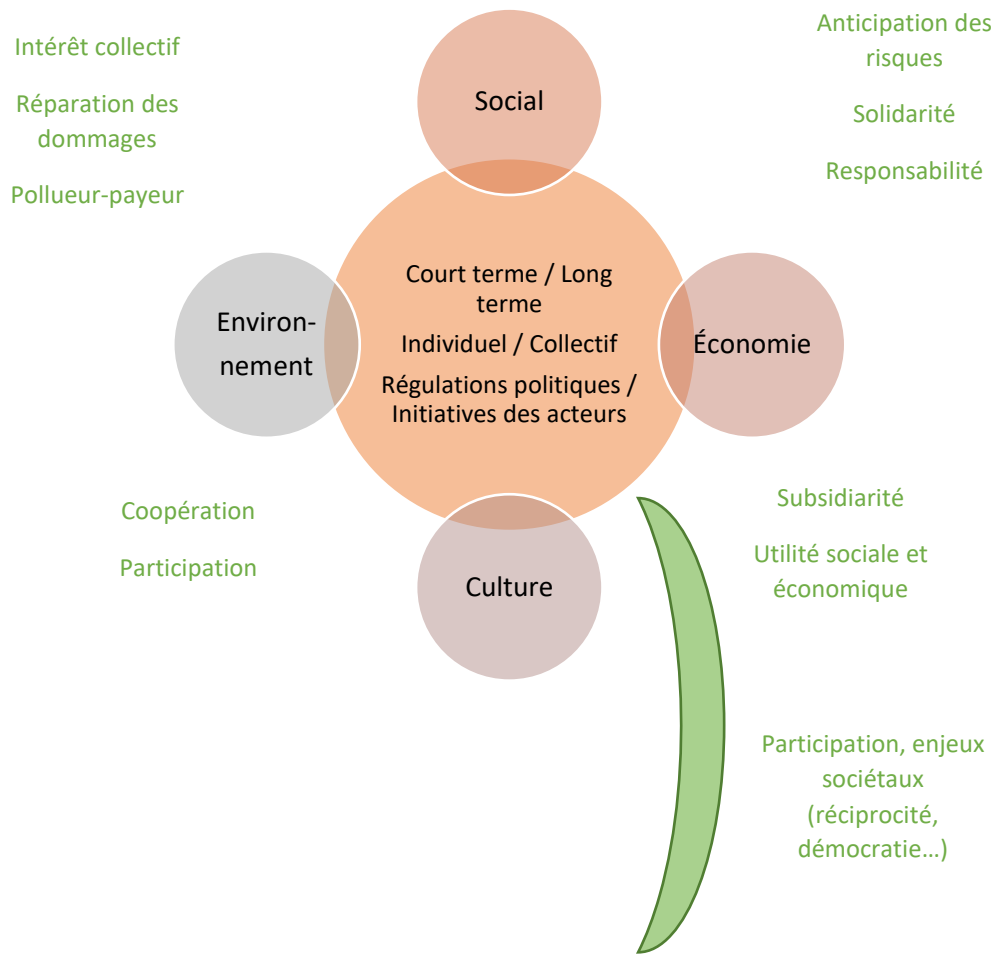 Intérêt collectif
Réparation des
dommages
Pollueur-payeur
Social
Anticipation des
risques
Solidarité
Responsabilité
Environ-
nement
Court terme / Long
terme
Individuel / Collectif
Régulations politiques /
Initiatives des acteurs
Économie
Coopération
Participation
Culture
Subsidiarité
Utilité sociale et
économique
Participation, enjeux
sociétaux
(réciprocité,
démocratie…)